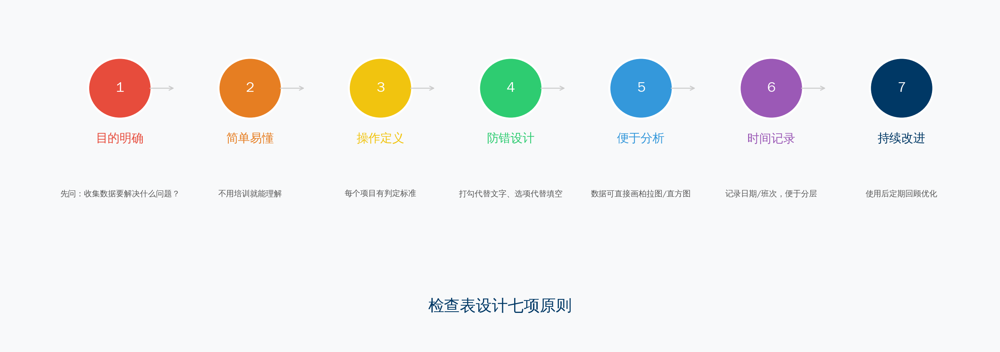 1
2
3
4
5
6
7
目的明确
简单易懂
操作定义
防错设计
便于分析
时间记录
持续改进
先问：收集数据要解决什么问题？
不用培训就能理解
每个项目有判定标准
打勾代替文字、选项代替填空
数据可直接画柏拉图/直方图
记录日期/班次，便于分层
使用后定期回顾优化
检查表设计七项原则